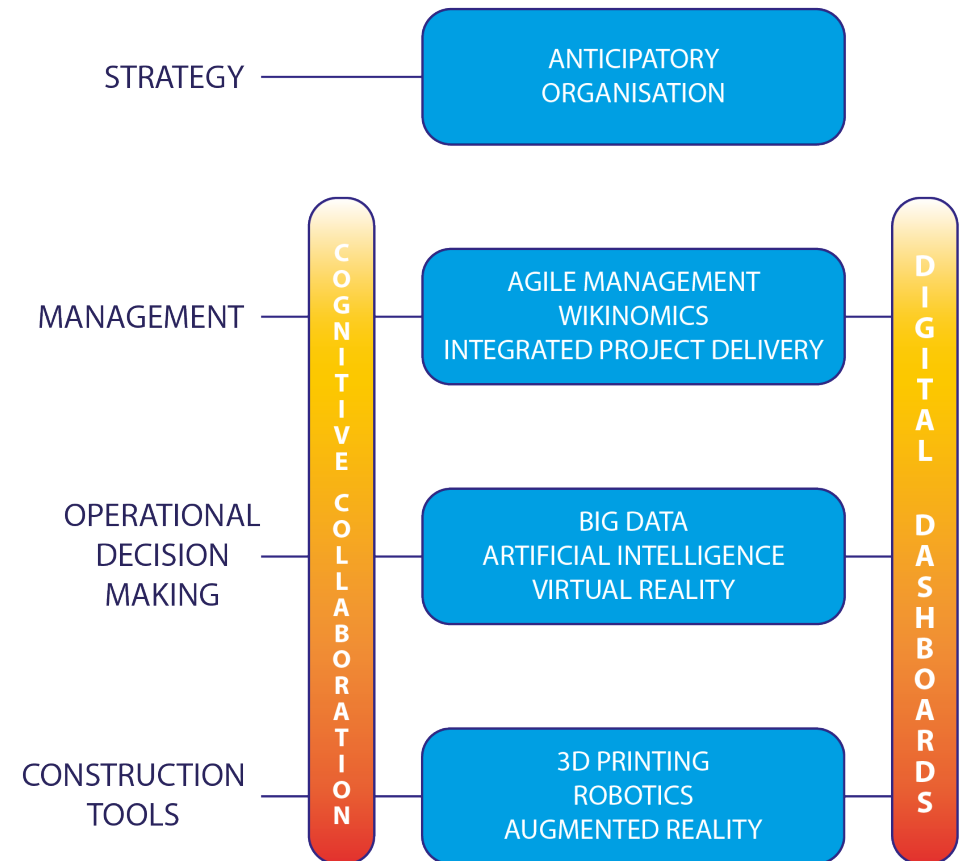 STRATEGY
ANTICIPATORY
ORGANISATION
MANAGEMENT
AGILE MANAGEMENT
WIKINOMICS
INTEGRATED PROJECT DELIVERY
OPERATIONAL
DECISION
MAKING
BIG DATA
ARTIFICIAL INTELLIGENCE
VIRTUAL REALITY
CONSTRUCTION
TOOLS
3D PRINTING
ROBOTICS
AUGMENTED REALITY
COGNITIVE COLLABORATION
DIGITAL DASHBOARDS